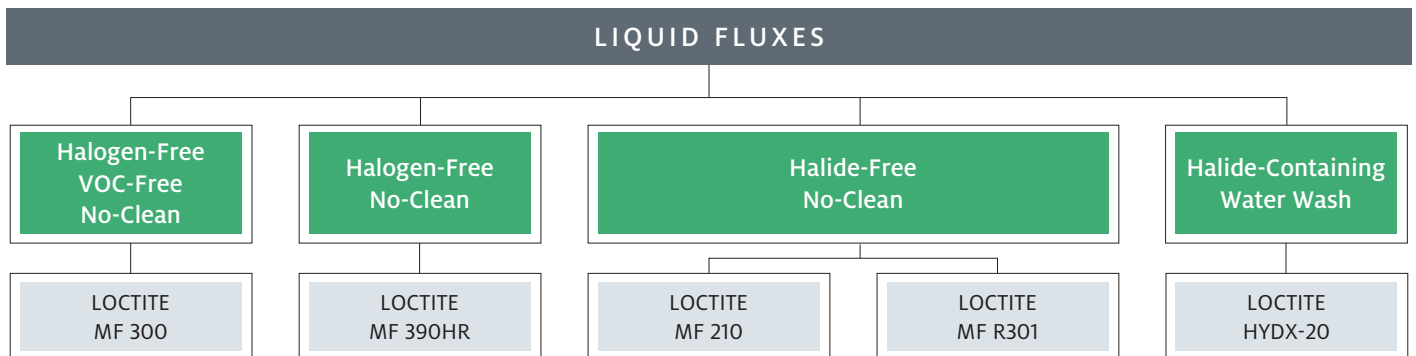 LIQUID FLUXES
Halogen-Free
VOC-Free
No-Clean
Halogen-Free
No-Clean
Halide-Free
No-Clean
Halide-Containing
Water Wash
LOCTITE
MF 300
LOCTITE
MF 390HR
LOCTITE
MF 210
LOCTITE
MF R301
LOCTITE
HYDX-20